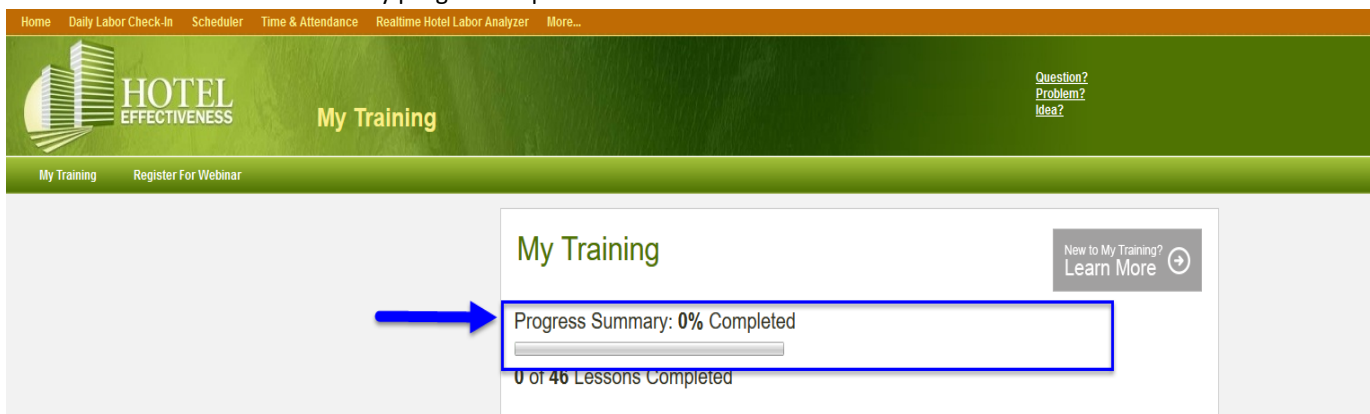 Home Daily Labor Check-In Scheduler Time & Attendance Realtime Hotel Labor Analyzer More...
HOTEL
EFFECTIVENESS
My Training
Question?
Problem?
Idea?
My Training Register For Webinar
My Training
New to My Training?
Learn More
Progress Summary: 0% Completed
0 of 46 Lessons Completed